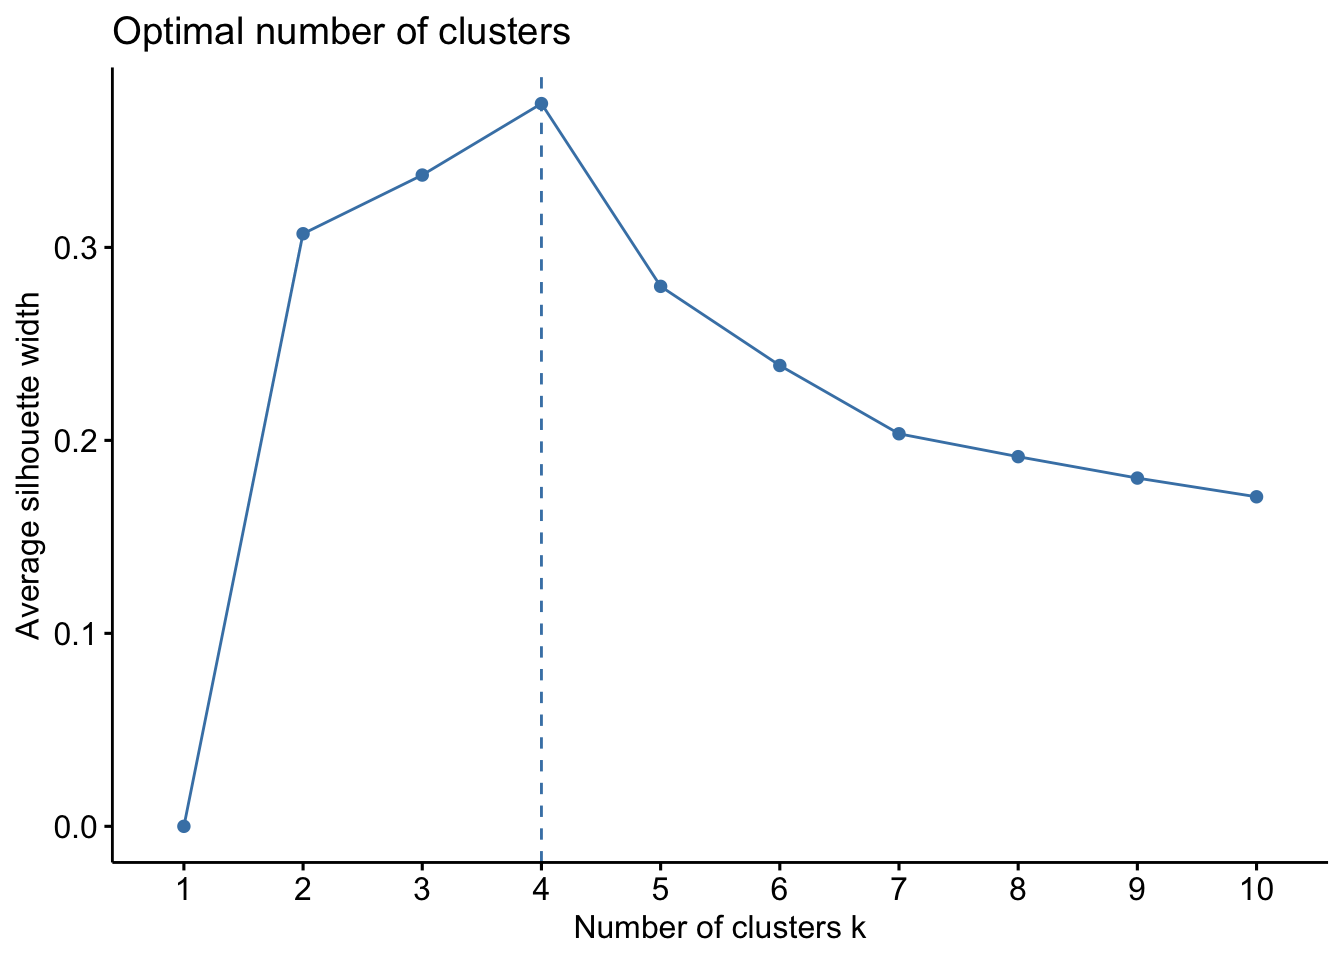 Optimal number of clusters
Average silhouette width
0.3
0.2
0.1
0.0
1 2 3 4 5 6 7 8 9 10
Number of clusters k